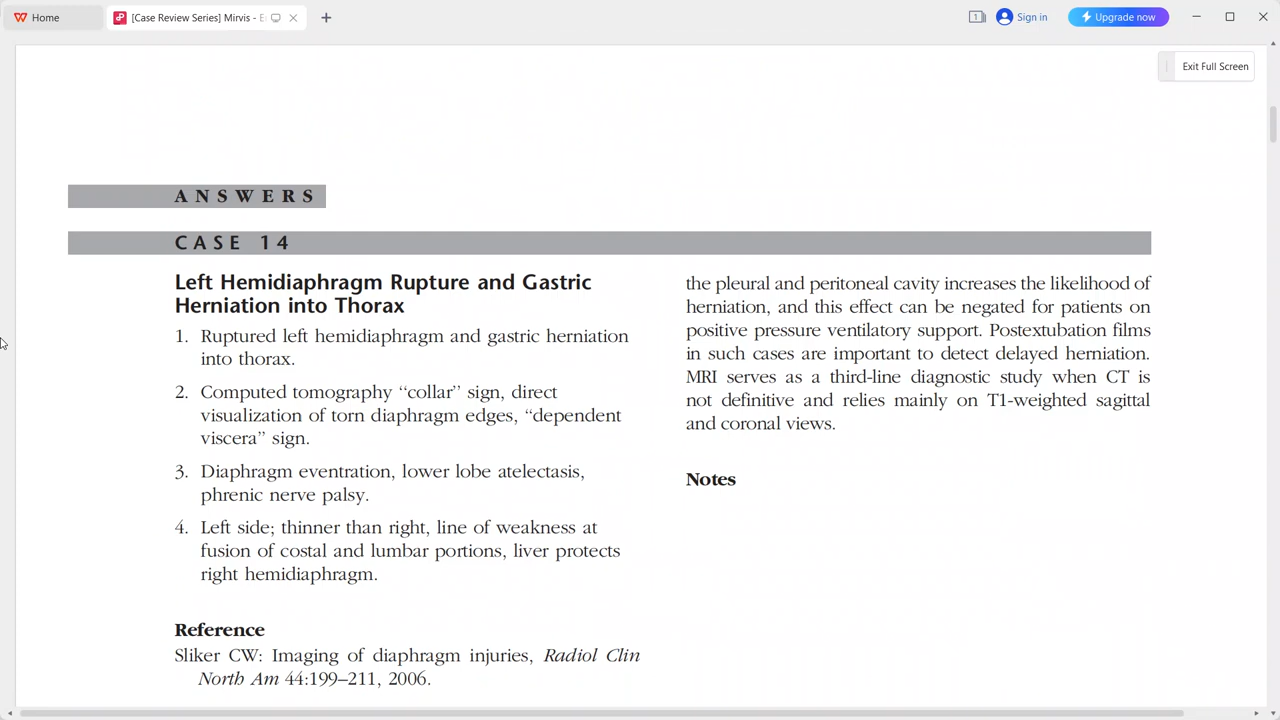 Home
[Case Review Series] Mirvis - E
1
Sign in
Upgrade now
Exit Full Screen
ANSWERS
CASE 14
Left Hemidiaphragm Rupture and Gastric
Herniation into Thorax
1. Ruptured left hemidiaphragm and gastric herniation
into thorax.
2. Computed tomography ‘‘collar’’ sign, direct
visualization of torn diaphragm edges, ‘‘dependent
viscera’’ sign.
3. Diaphragm eventration, lower lobe atelectasis,
phrenic nerve palsy.
4. Left side; thinner than right, line of weakness at
fusion of costal and lumbar portions, liver protects
right hemidiaphragm.
Reference
Sliker CW: Imaging of diaphragm injuries, Radiol Clin
North Am 44:199–211, 2006.
the pleural and peritoneal cavity increases the likelihood of
herniation, and this effect can be negated for patients on
positive pressure ventilatory support. Postextubation films
in such cases are important to detect delayed herniation.
MRI serves as a third-line diagnostic study when CT is
not definitive and relies mainly on T1-weighted sagittal
and coronal views.
Notes